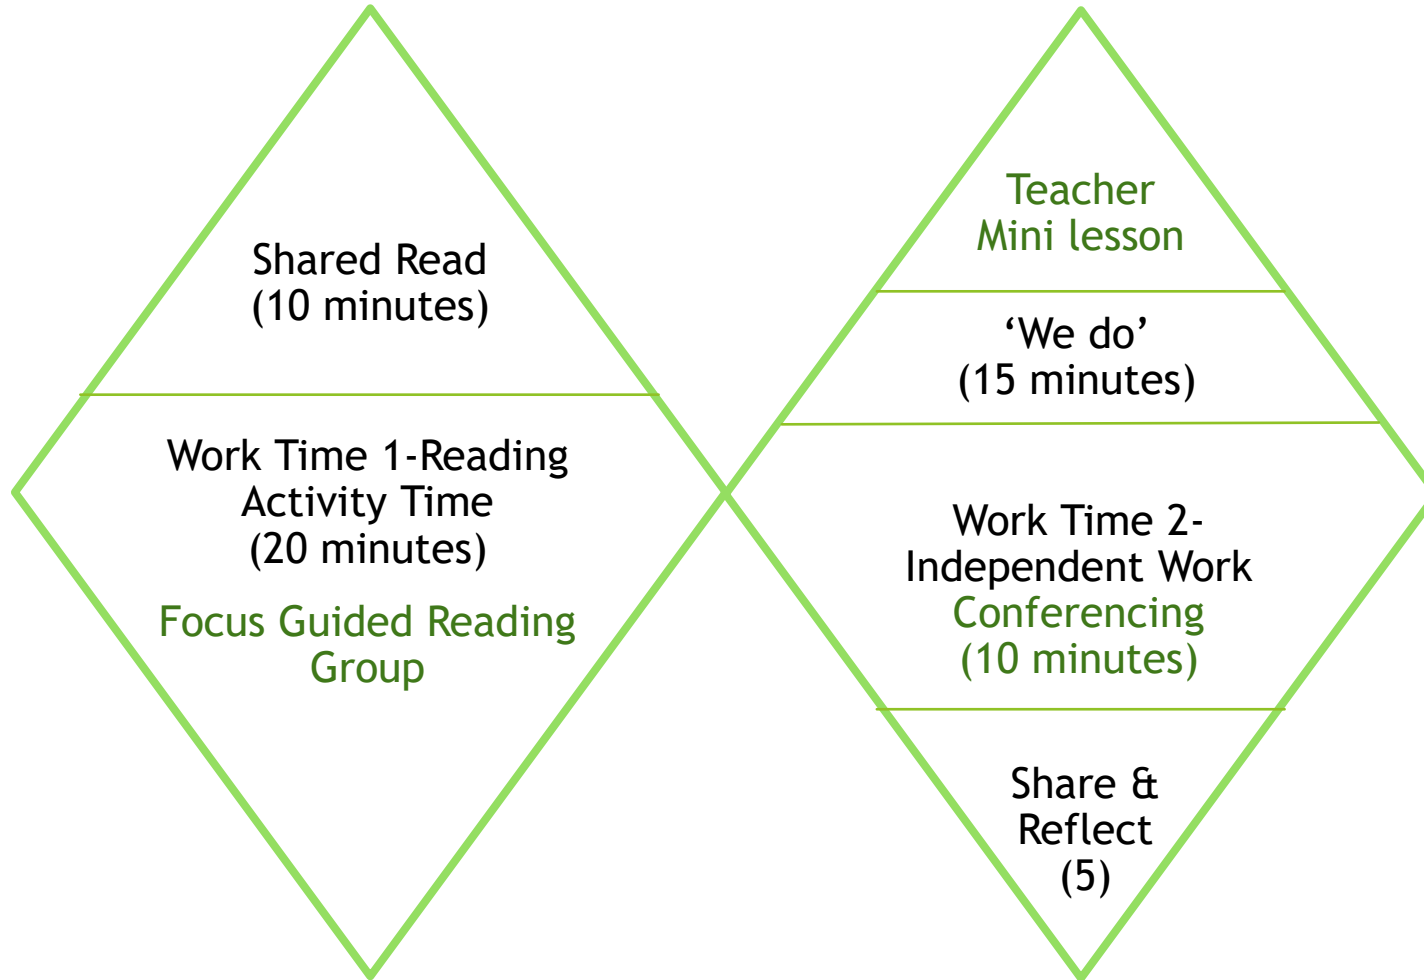 Shared Read
(10 minutes)
Work Time 1-Reading
Activity Time
(20 minutes)
Focus Guided Reading
Group
Teacher
Mini lesson
‘We do’
(15 minutes)
Work Time 2-
Independent Work
Conferencing
(10 minutes)
Share &
Reflect
(5)